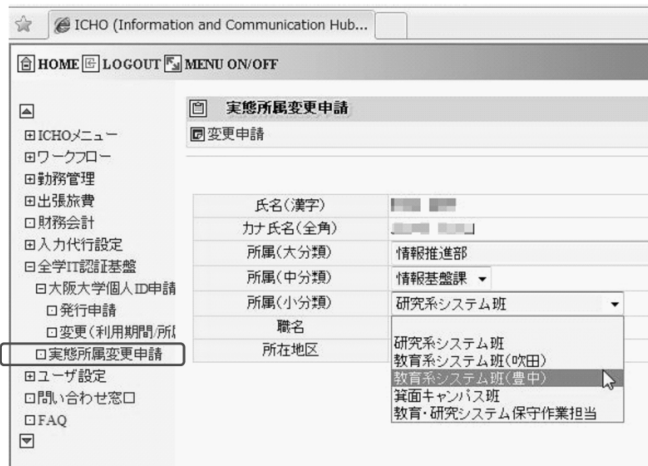 ICHO (Information and Communication Hub...
HOME LOGOUT MENU ON/OFF
ICHOメニュー
ワークフロー
勤務管理
出張旅費
財務会計
入力代行設定
全学IT認証基盤
大阪大学個人ID申請
発行申請
変更(利用期間/所属
実態所属変更申請
ユーザ設定
問い合わせ窓口
FAQ
実態所属変更申請
変更申請
氏名(漢字)
カナ氏名(全角)
所属(大分類) 情報推進部
所属(中分類) 情報基盤課
所属(小分類) 研究系システム班
職名
所在地区
研究系システム班
教育系システム班(吹田)
教育系システム班(豊中)
箕面キャンパス班
教育・研究システム保守作業担当